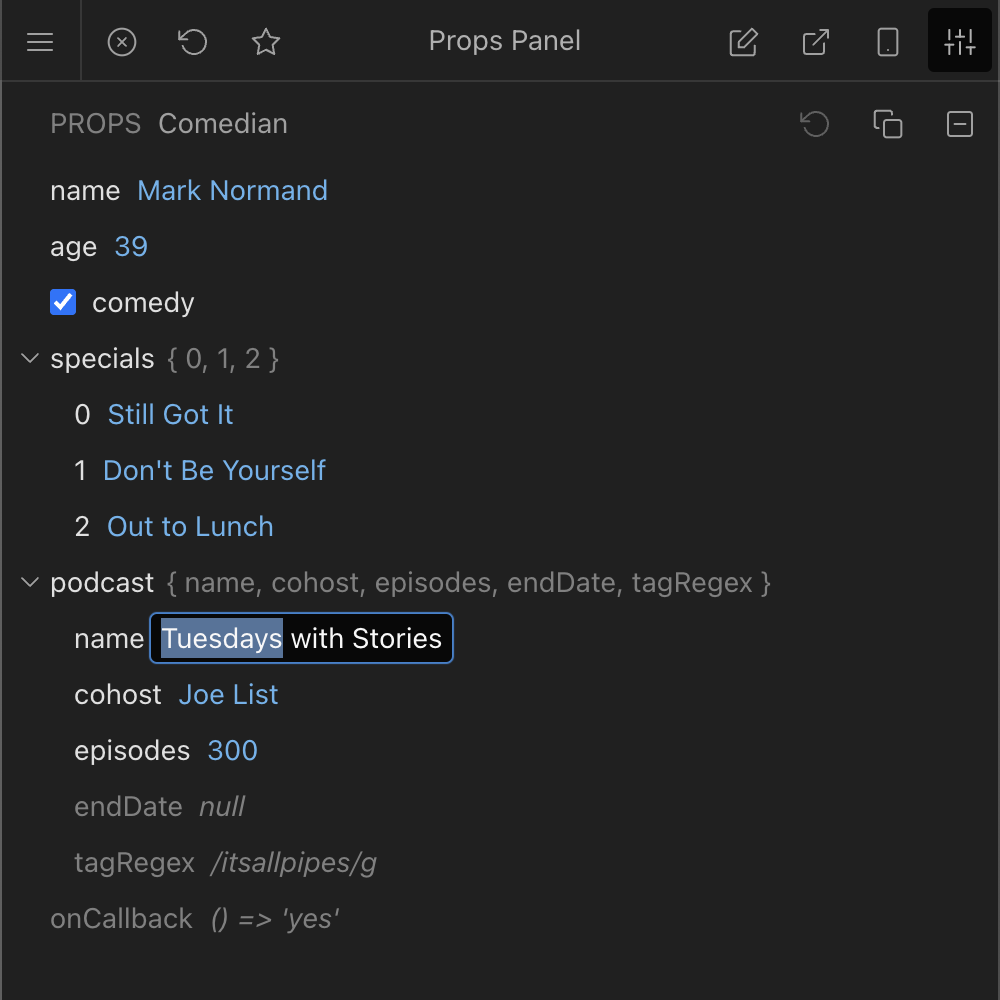 Props Panel
PROPS Comedian
name Mark Normand
age 39
comedy
specials { 0, 1, 2 }
0 Still Got It
1 Don't Be Yourself
2 Out to Lunch
podcast { name, cohost, episodes, endDate, tagRegex }
name Tuesdays with Stories
cohost Joe List
episodes 300
endDate null
tagRegex /itsallpipes/g
onCallback () => 'yes'